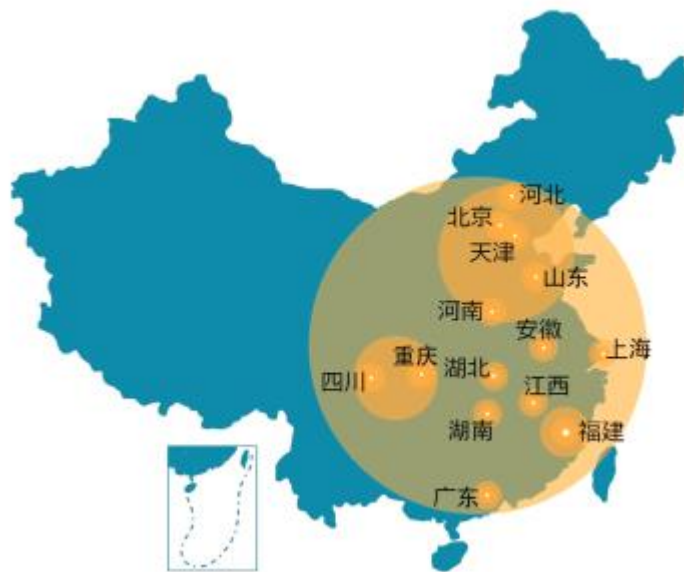 河北
北京
天津
山东
河南
安徽
上海
重庆
湖北
四川
江西
湖南
福建
广东